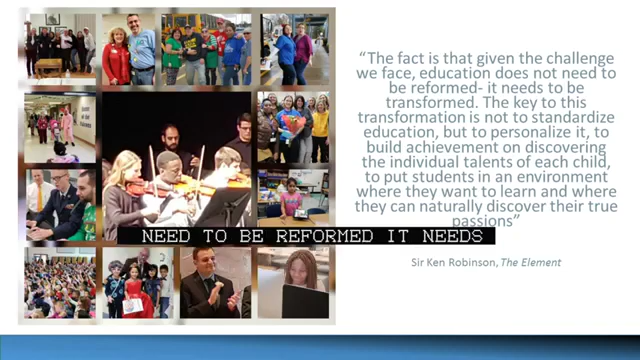 “The fact is that given the challenge
we face, education does not need to
be reformed- it needs to be
transformed. The key to this
transformation is not to standardize
education, but to personalize it, to
build achievement on discovering
the individual talents of each child,
to put students in an environment
where they want to learn and where
they can naturally discover their true
passions”
NEED TO BE REFORMED IT NEEDS
Sir Ken Robinson, The Element